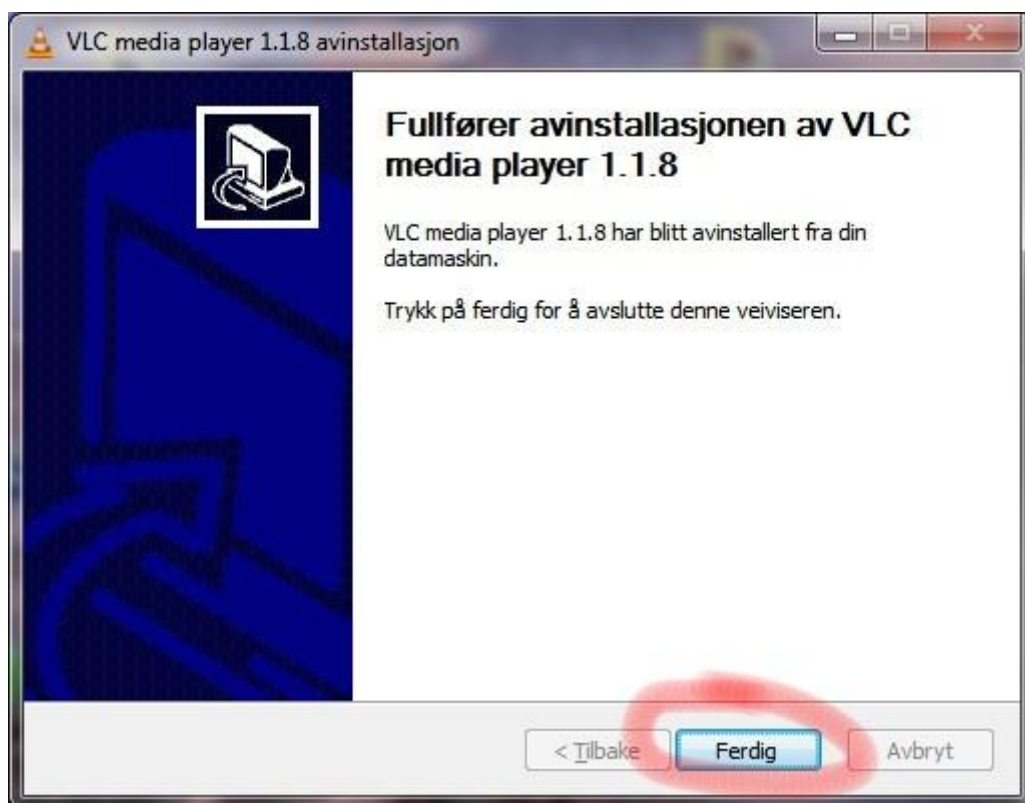 VLC media player 1.1.8 avinstallasjon
Fullfører avinstallasjonen av VLC
media player 1.1.8
VLC media player 1.1.8 har blitt avinstallert fra din
datamaskin.
Trykk på ferdig for å avslutte denne veiviseren.
< Tilbake
Ferdig
Avbryt